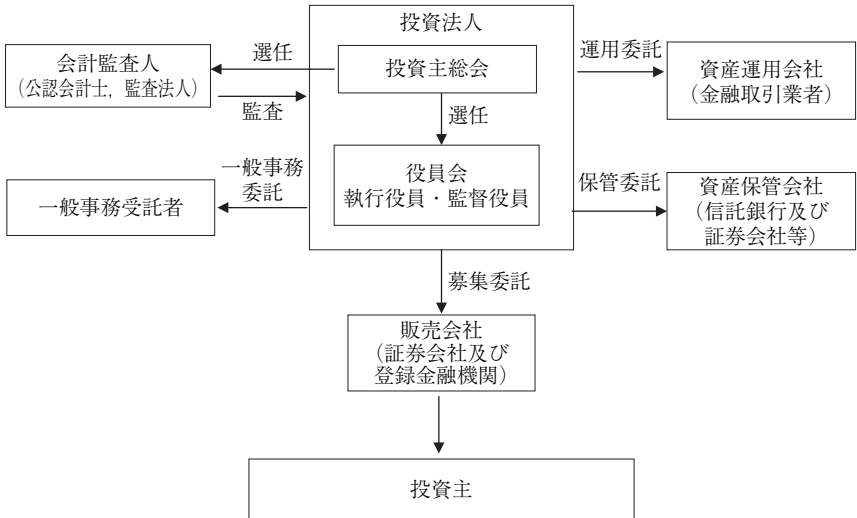 投資法人
会計監査人
（公認会計士，監査法人）
選任
監査
投資主総会
選任
役員会
執行役員・監督役員
運用委託
資産運用会社
（金融取引業者）
一般事務
委託
一般事務受託者
保管委託
資産保管会社
（信託銀行及び
証券会社等）
募集委託
販売会社
（証券会社及び
登録金融機関）
投資主